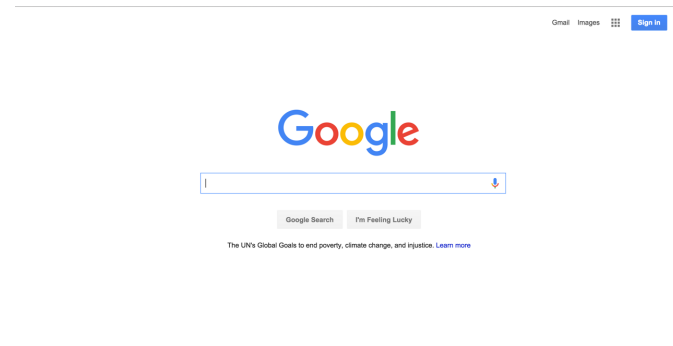 Gmail Images Sign in
Google
Google Search I'm Feeling Lucky
The UN's Global Goals to end poverty, climate change, and injustice. Learn more